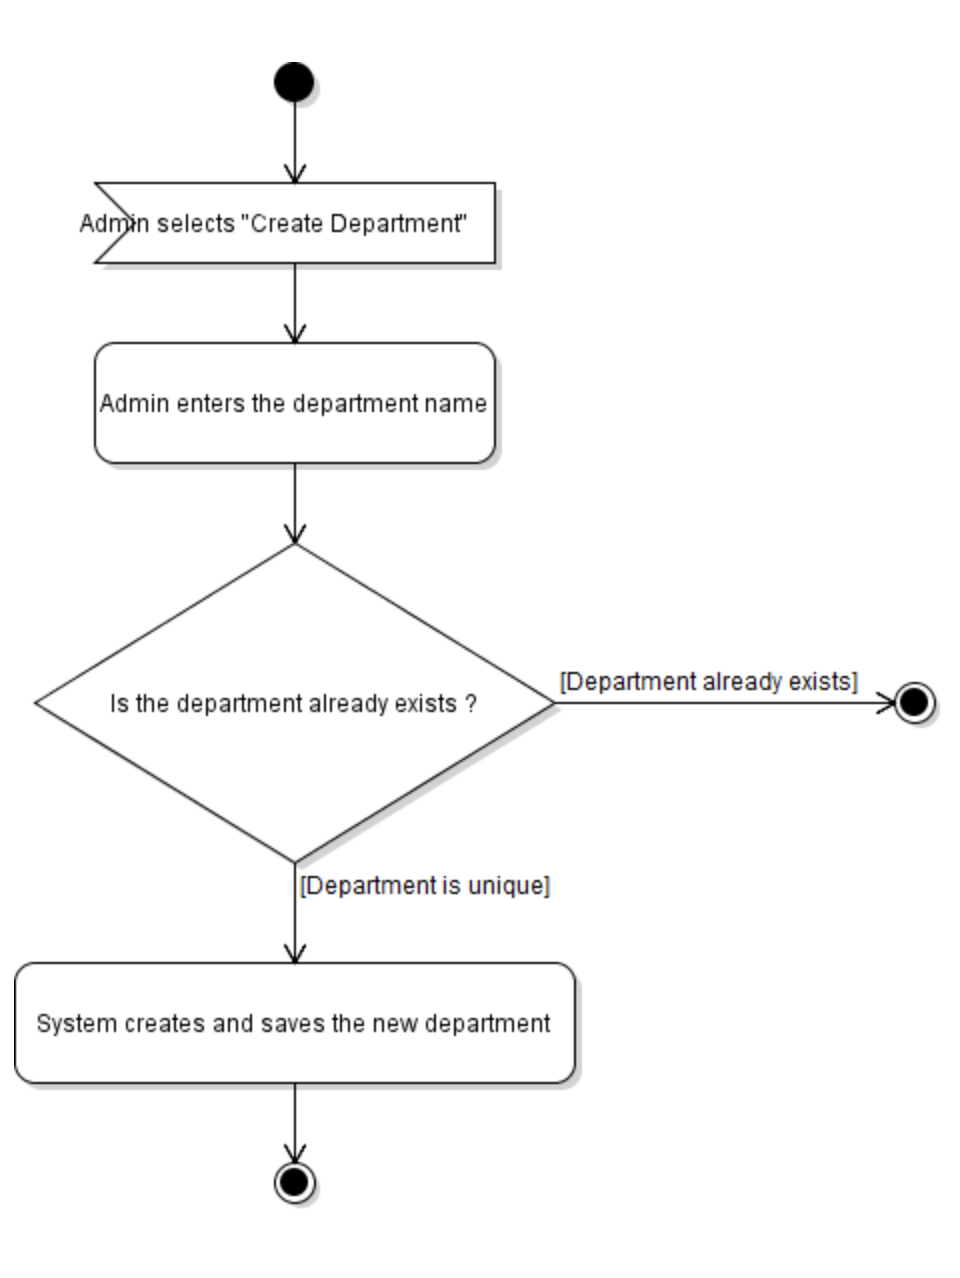 Admin selects "Create Department"
Admin enters the department name
Is the department already exists ?
[Department already exists]
[Department is unique]
System creates and saves the new department